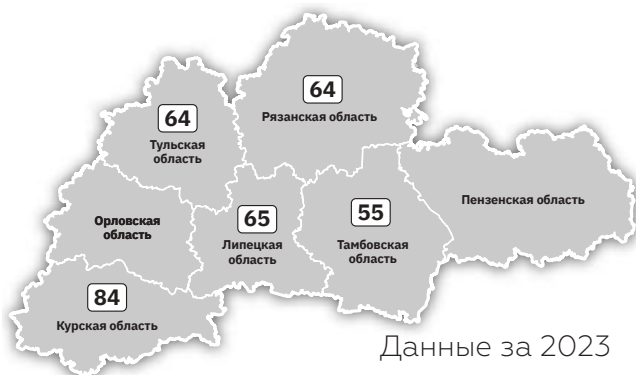 64
Рязанская область
64
Тульская
область
Пензенская область
Орловская
область
65
Липецкая
область
55
Тамбовская
область
84
Курская область
Данные за 2023